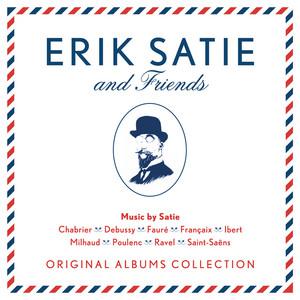 ERIK SATIE
and Friends
Music by Satie
Chabrier Debussy Fauré Françaix Ibert
Milhaud Poulenc Ravel Saint-Saëns
ORIGINAL ALBUMS COLLECTION